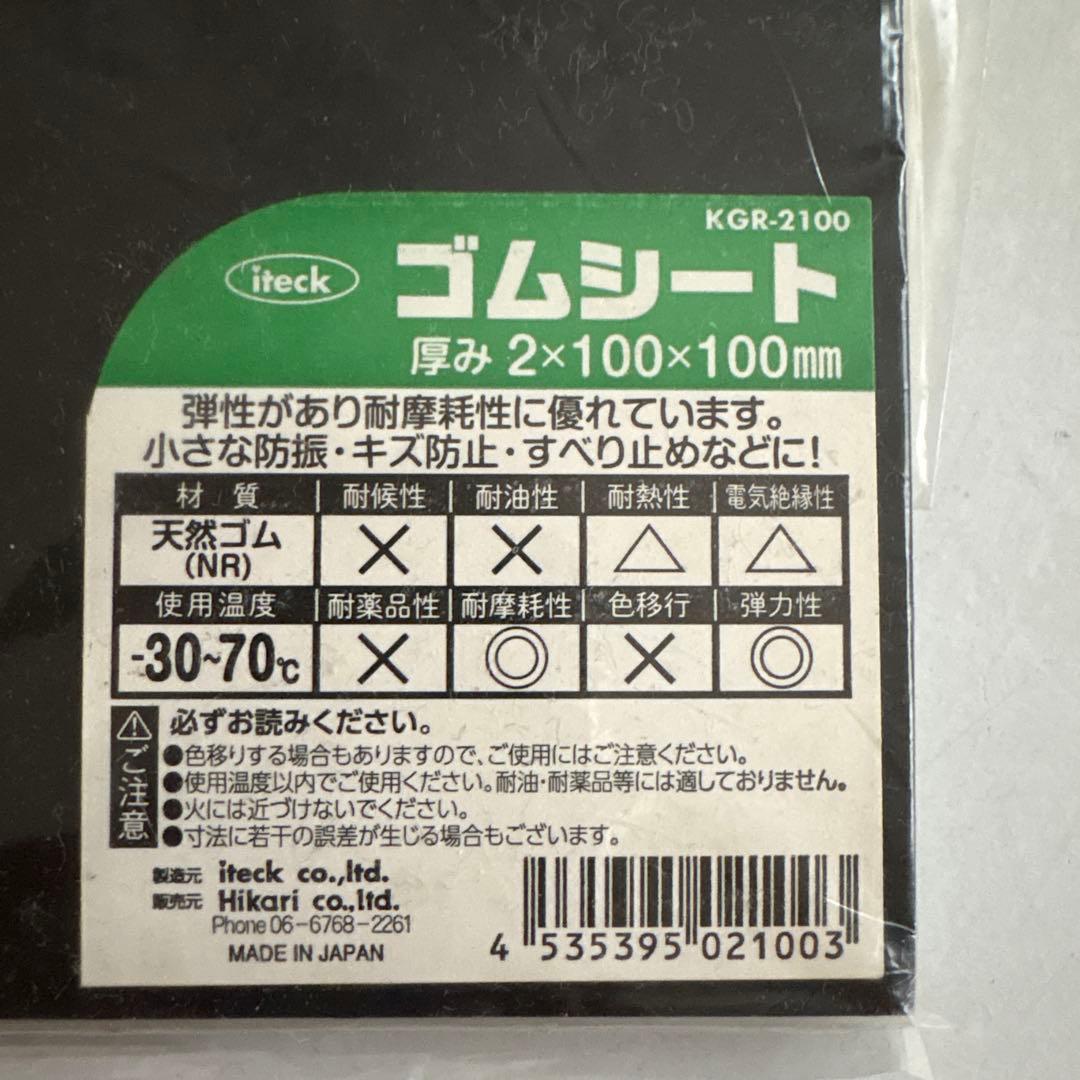 KGR-2100
iteck
ゴムシート
厚み 2×100×100mm
弾性があり耐摩耗性に優れています。
小さな防振・キズ防止・すべり止めなどに!
材 質 耐候性 耐油性 耐熱性 電気絶縁性
天然ゴム × × △ △
(NR)
使用温度 耐薬品性 耐摩耗性 色移行 弾力性
-30~70℃ × ◎ × ◎
ご注意
必ずお読みください。
●色移りする場合もありますので、ご使用にはご注意ください。
●使用温度以内でご使用ください。耐油・耐薬品等には適しておりません。
●火には近づけないでください。
●寸法に若干の誤差が生じる場合もございます。
製造元 iteck co.,ltd.
販売元 Hikari co.,ltd.
Phone 06-6768-2261
MADE IN JAPAN
4 535395 021003